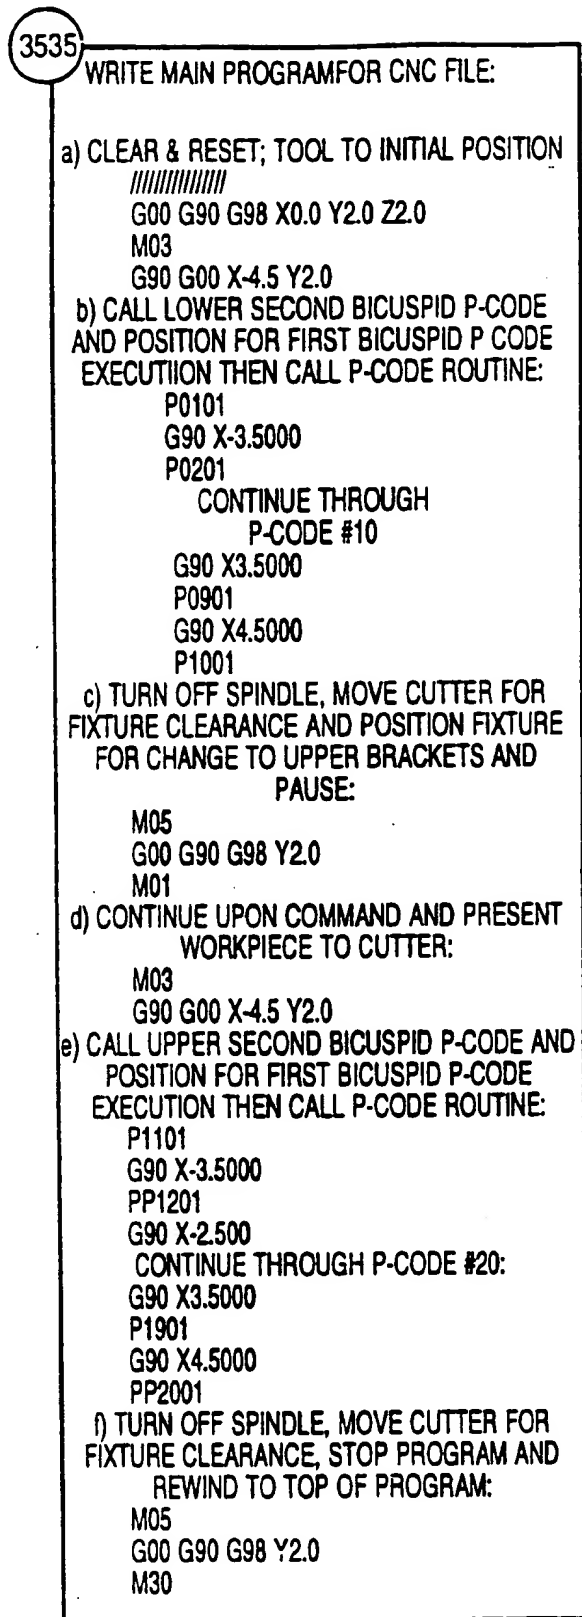 3535
WRITE MAIN PROGRAMFOR CNC FILE:
a) CLEAR & RESET; TOOL TO INITIAL POSITION
////////////////
G00 G90 G98 X0.0 Y2.0 Z2.0
M03
G90 G00 X-4.5 Y2.0
b) CALL LOWER SECOND BICUSPID P-CODE
AND POSITION FOR FIRST BICUSPID P CODE
EXECUTIION THEN CALL P-CODE ROUTINE:
P0101
G90 X-3.5000
P0201
CONTINUE THROUGH
P-CODE #10
G90 X3.5000
P0901
G90 X4.5000
P1001
c) TURN OFF SPINDLE, MOVE CUTTER FOR
FIXTURE CLEARANCE AND POSITION FIXTURE
FOR CHANGE TO UPPER BRACKETS AND
PAUSE:
M05
G00 G90 G98 Y2.0
M01
d) CONTINUE UPON COMMAND AND PRESENT
WORKPIECE TO CUTTER:
M03
G90 G00 X-4.5 Y2.0
e) CALL UPPER SECOND BICUSPID P-CODE AND
POSITION FOR FIRST BICUSPID P-CODE
EXECUTION THEN CALL P-CODE ROUTINE:
P1101
G90 X-3.5000
PP1201
G90 X-2.500
CONTINUE THROUGH P-CODE #20:
G90 X3.5000
P1901
G90 X4.5000
PP2001
f) TURN OFF SPINDLE, MOVE CUTTER FOR
FIXTURE CLEARANCE, STOP PROGRAM AND
REWIND TO TOP OF PROGRAM:
M05
G00 G90 G98 Y2.0
M30